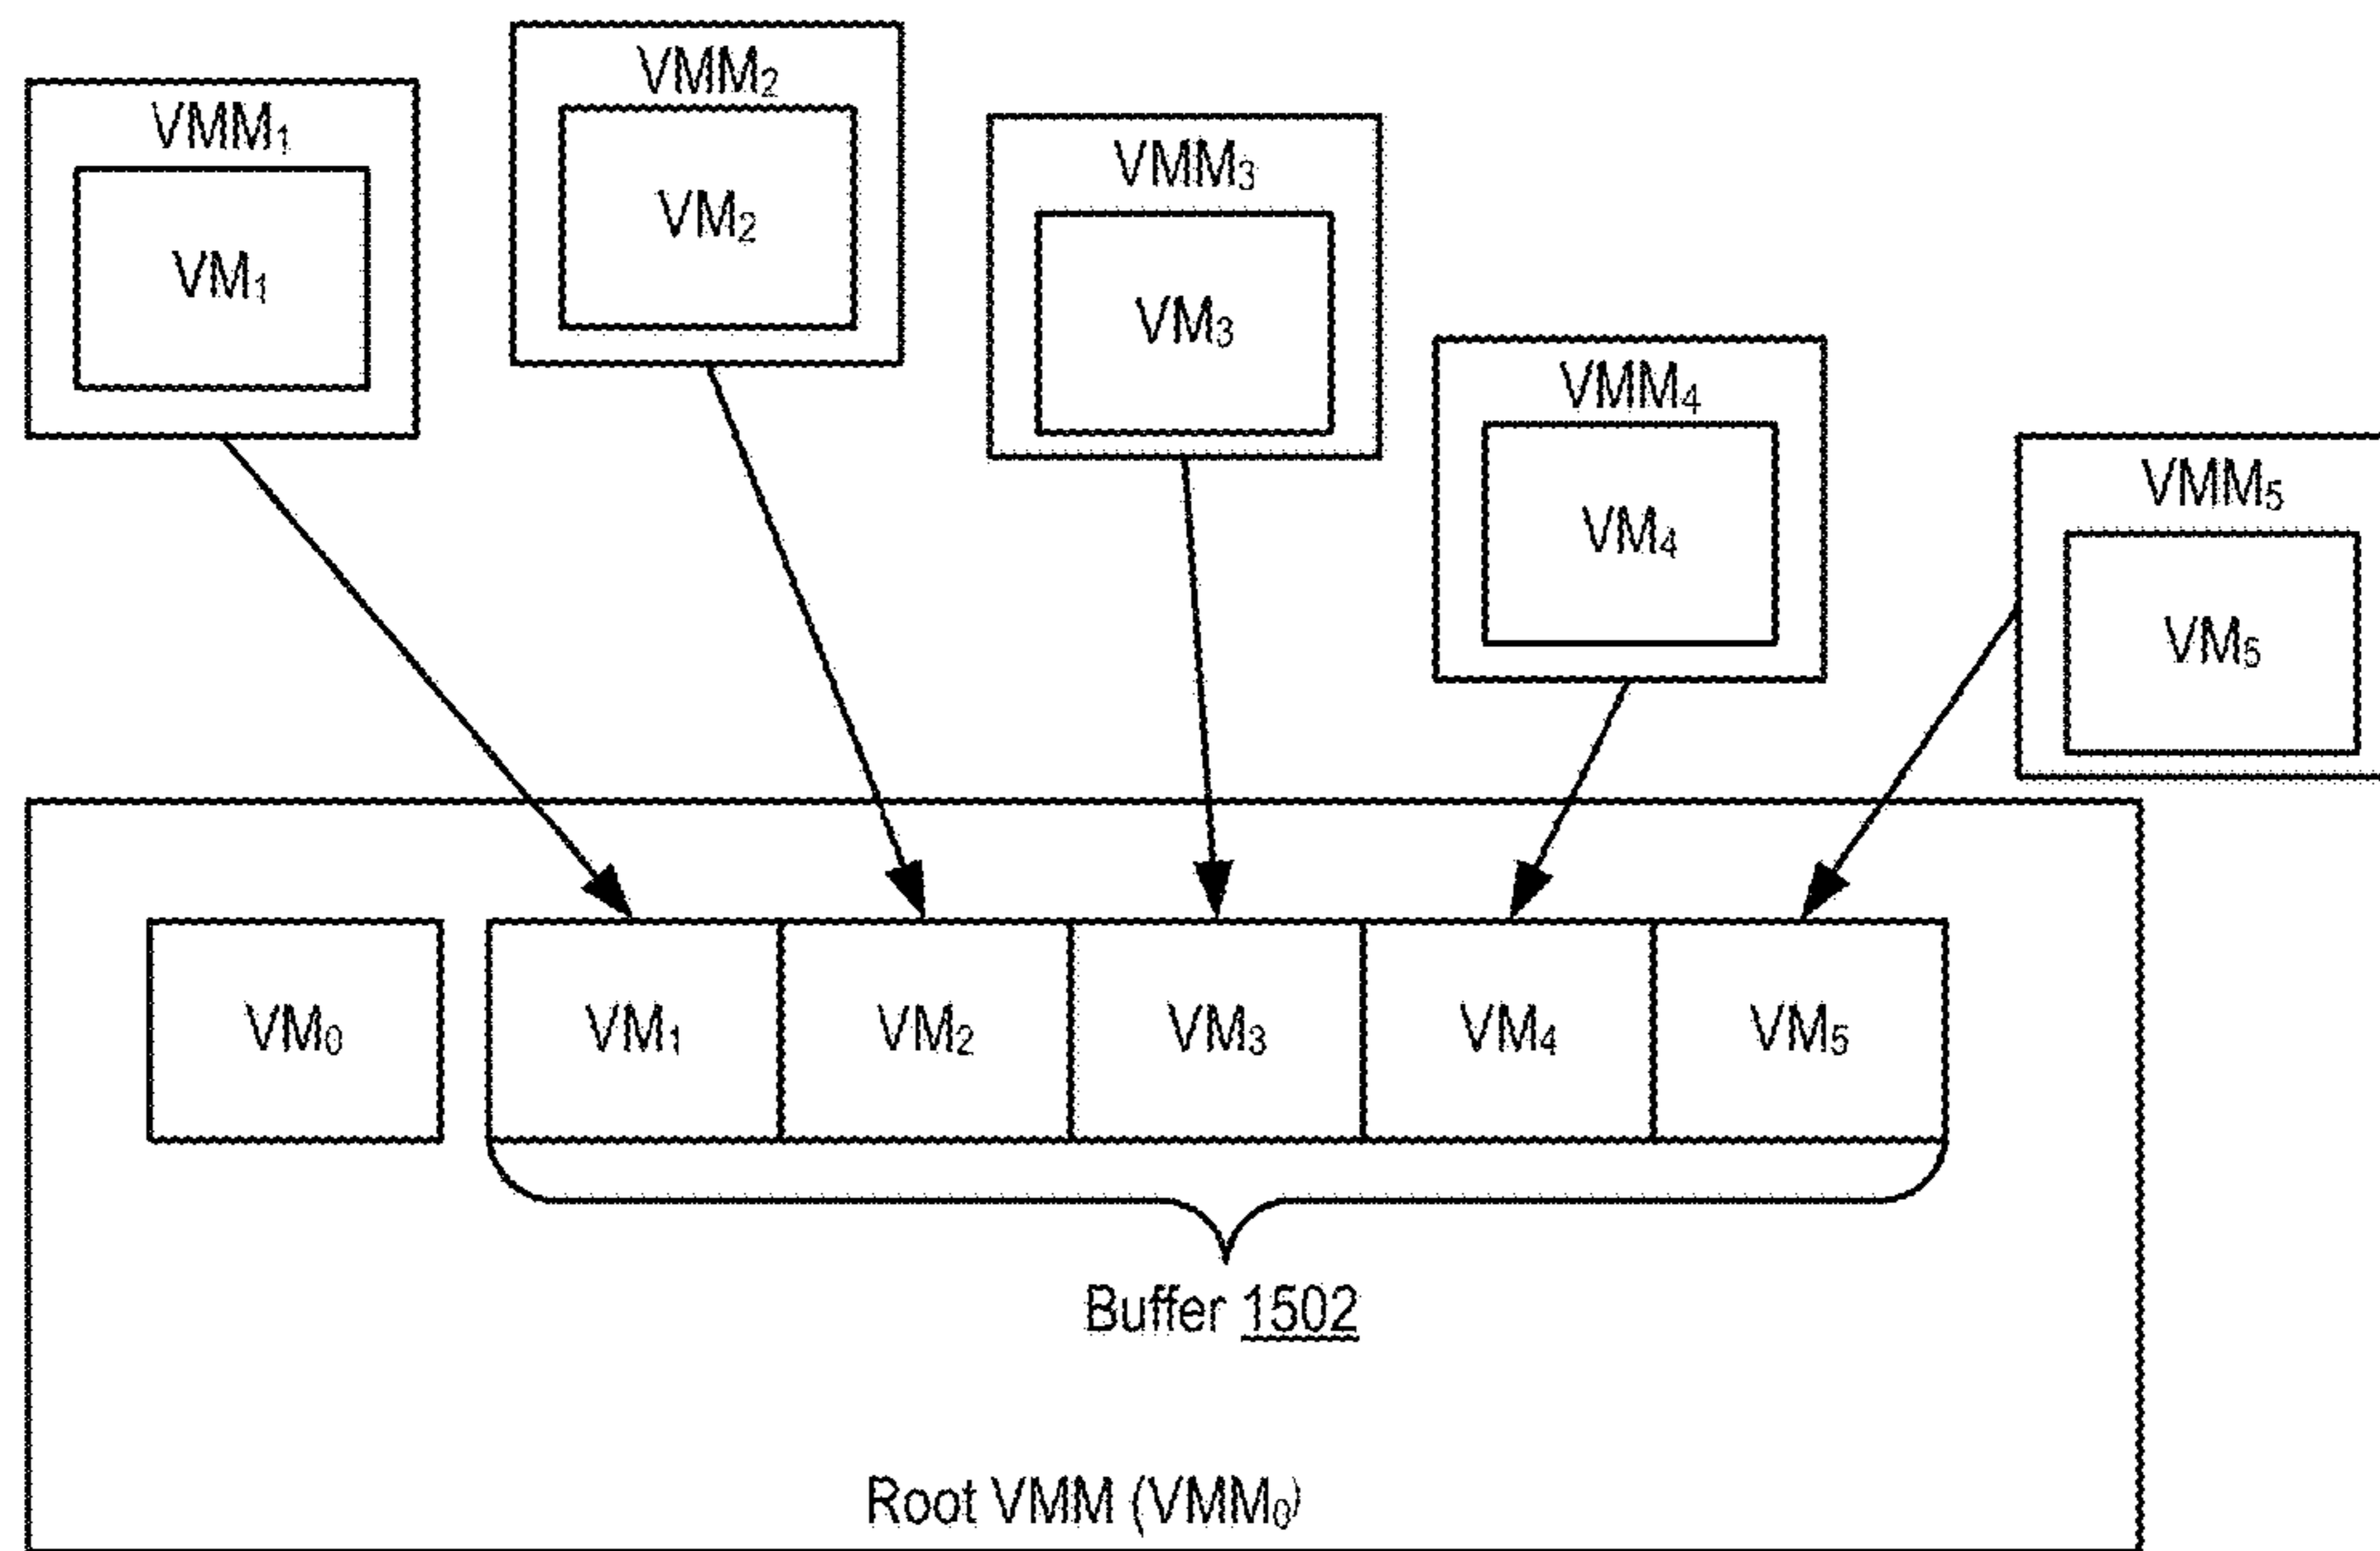 VMM₁
VM₁
VMM₂
VM₂
VMM₃
VM₃
VMM₄
VM₄
VMM₅
VM₅
VM₀
VM₁
VM₂
VM₃
VM₄
VM₅
Buffer 1502
Root VMM (VMM₀)